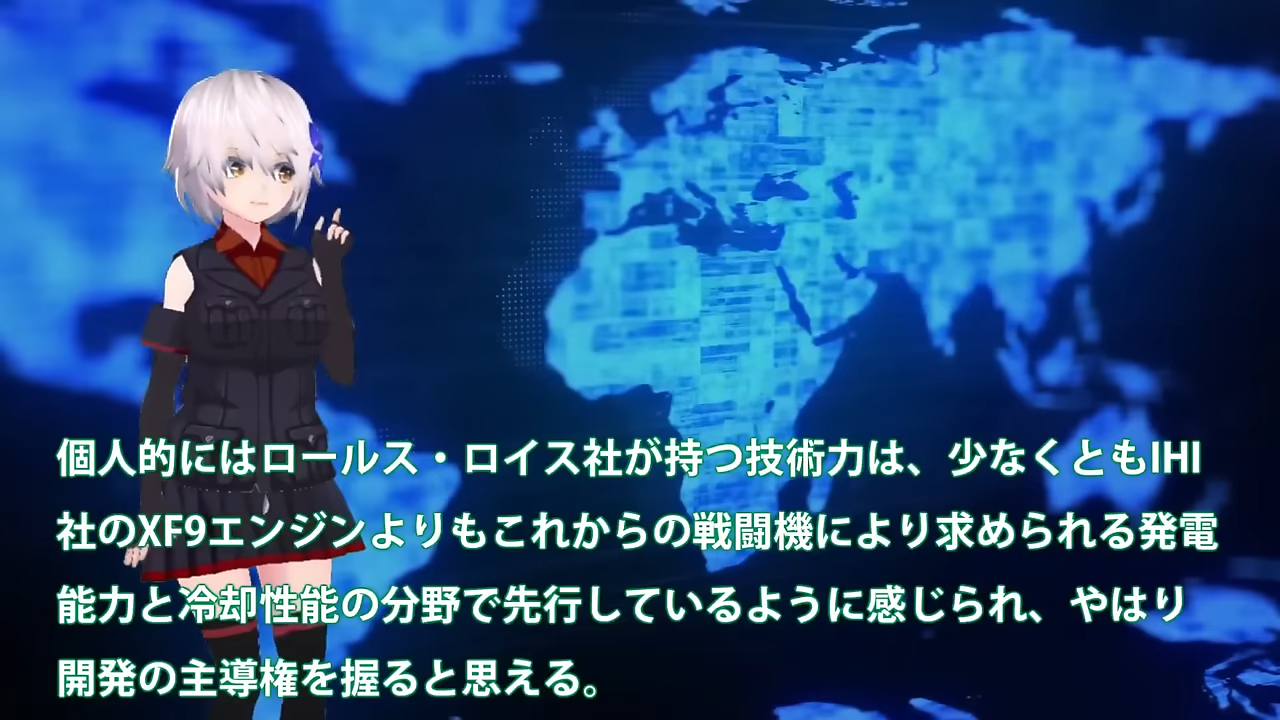 個人的にはロールス・ロイス社が持つ技術力は、少なくともIHI
社のXF9エンジンよりもこれからの戦闘機により求められる発電
能力と冷却性能の分野で先行しているように感じられ、やはり
開発の主導権を握ると思える。